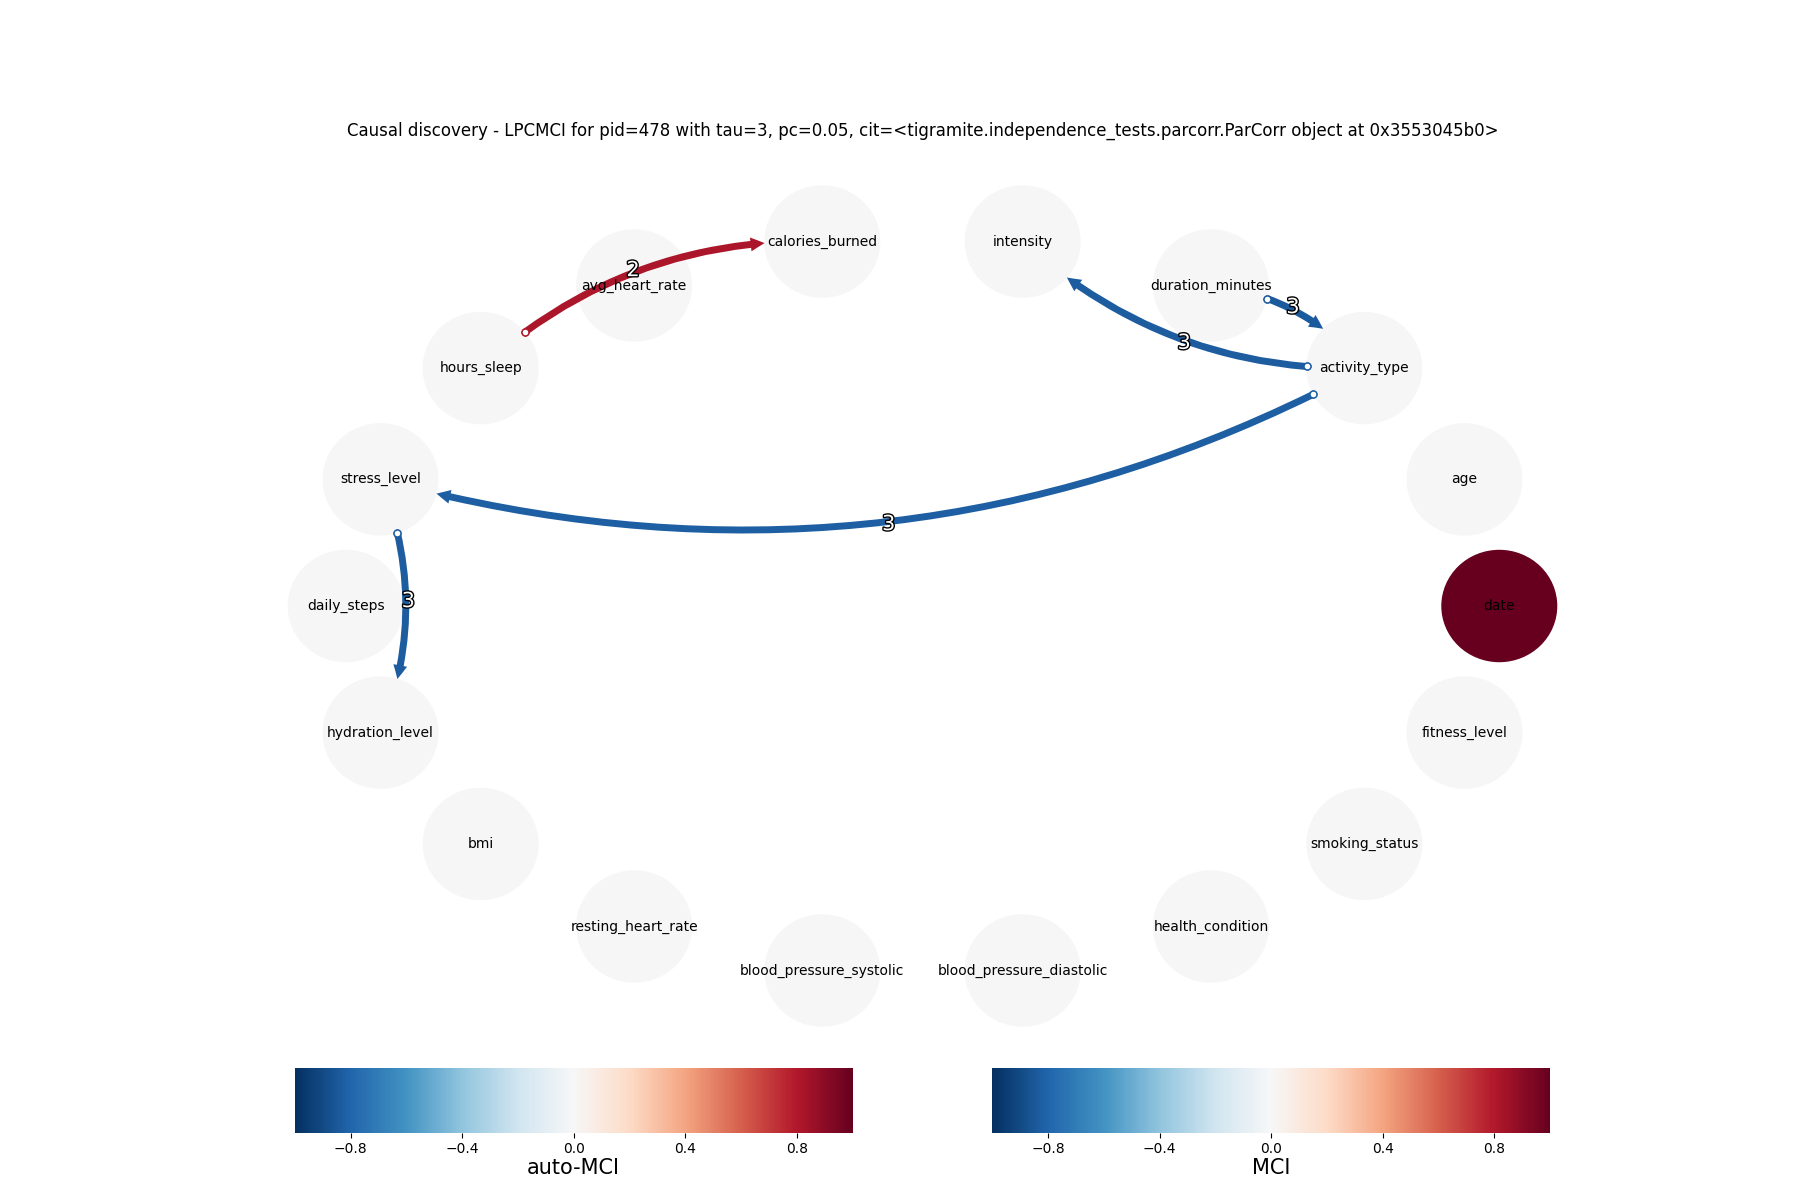 Causal discovery - LPCMCI for pid=478 with tau=3, pc=0.05, cit=<tigramite.independence_tests.parcorr.ParCorr object at 0x3553045b0>
calories_burned
intensity
2
avg_heart_rate
duration_minutes
3
3
hours_sleep
activity_type
stress_level
age
3
daily_steps
3
date
hydration_level
fitness_level
bmi
smoking_status
resting_heart_rate
health_condition
blood_pressure_systolic
blood_pressure_diastolic
−0.8 −0.4 0.0 0.4 0.8
auto-MCI
−0.8 −0.4 0.0 0.4 0.8
MCI